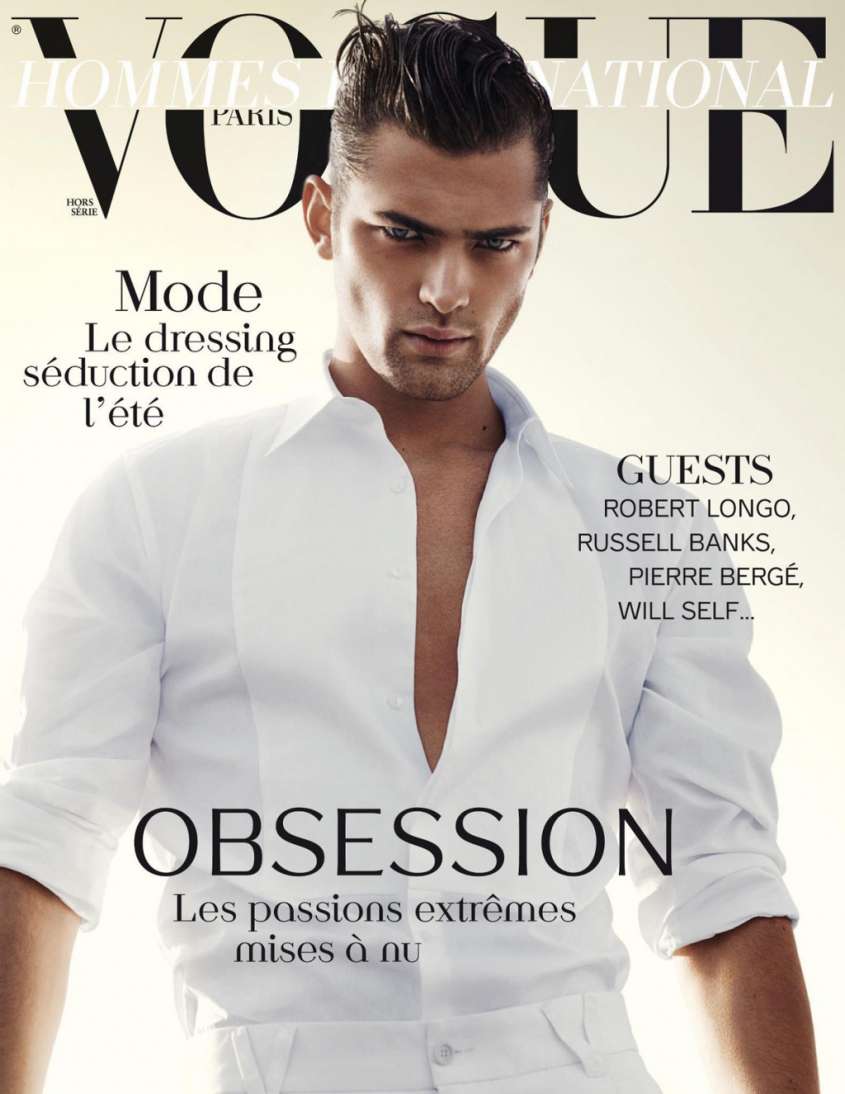 ®
VOGUE
HOMMES INTERNATIONAL
PARIS
HORS
SÉRIE
Mode
Le dressing
séduction de
l’été
GUESTS
ROBERT LONGO,
RUSSELL BANKS,
PIERRE BERGÉ,
WILL SELF...
OBSESSION
Les passions extrêmes
mises à nu